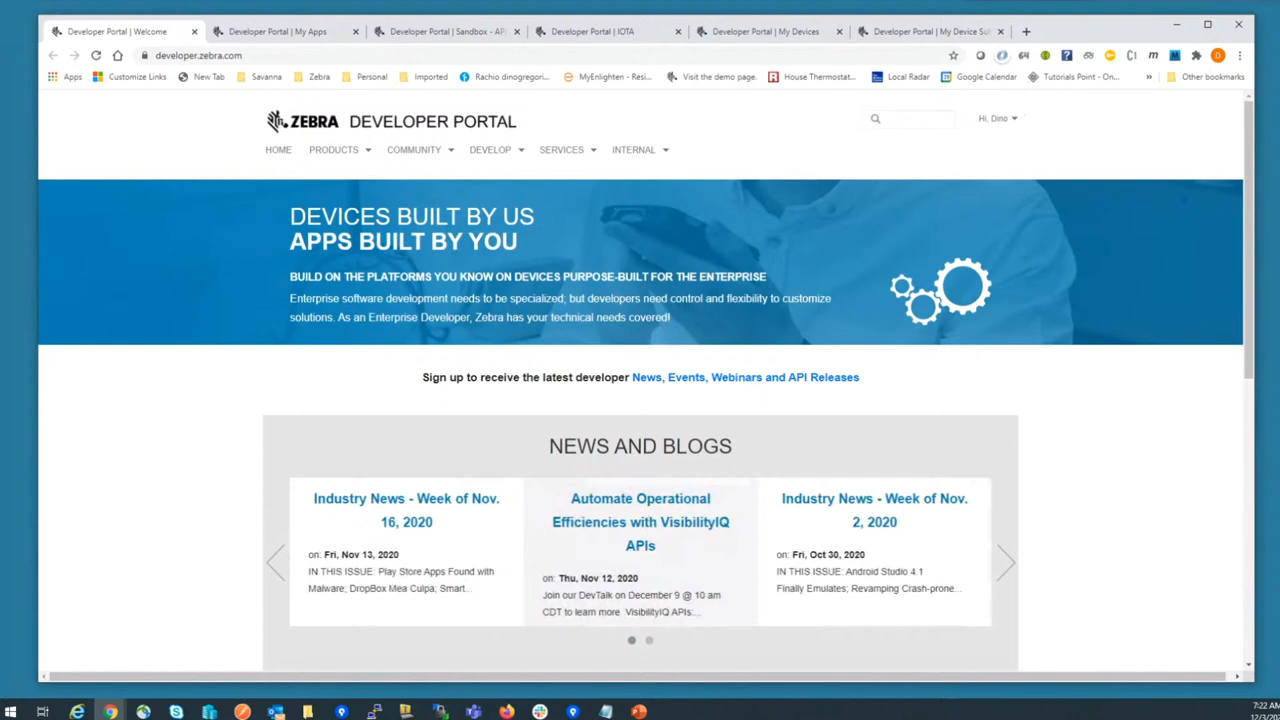 Developer Portal | Welcome
Developer Portal | My Apps
Developer Portal | Sandbox - AP
Developer Portal | IOTA
Developer Portal | My Devices
Developer Portal | My Device Su
developer.zebra.com
Apps
Customize Links
New Tab
Savanna
Zebra
Personal
Imported
Rachio dinogregori...
MyEnlighten - Resi...
Visit the demo page.
House Thermostat...
Local Radar
Google Calendar
Tutorials Point - On...
»
Other bookmarks
ZEBRA DEVELOPER PORTAL
Hi, Dino
HOME PRODUCTS COMMUNITY DEVELOP SERVICES INTERNAL
DEVICES BUILT BY US
APPS BUILT BY YOU
BUILD ON THE PLATFORMS YOU KNOW ON DEVICES PURPOSE-BUILT FOR THE ENTERPRISE
Enterprise software development needs to be specialized; but developers need control and flexibility to customize
solutions. As an Enterprise Developer, Zebra has your technical needs covered!
Sign up to receive the latest developer News, Events, Webinars and API Releases
NEWS AND BLOGS
Industry News - Week of Nov.
16, 2020
on: Fri, Nov 13, 2020
IN THIS ISSUE: Play Store Apps Found with
Malware; DropBox Mea Culpa; Smart...
Automate Operational
Efficiencies with VisibilityIQ
APIs
on: Thu, Nov 12, 2020
Join our DevTalk on December 9 @ 10 am
CDT to learn more VisibilityIQ APIs:...
Industry News - Week of Nov.
2, 2020
on: Fri, Oct 30, 2020
IN THIS ISSUE: Android Studio 4.1
Finally Emulates; Revamping Crash-prone...
7:22 AM
12/3/20